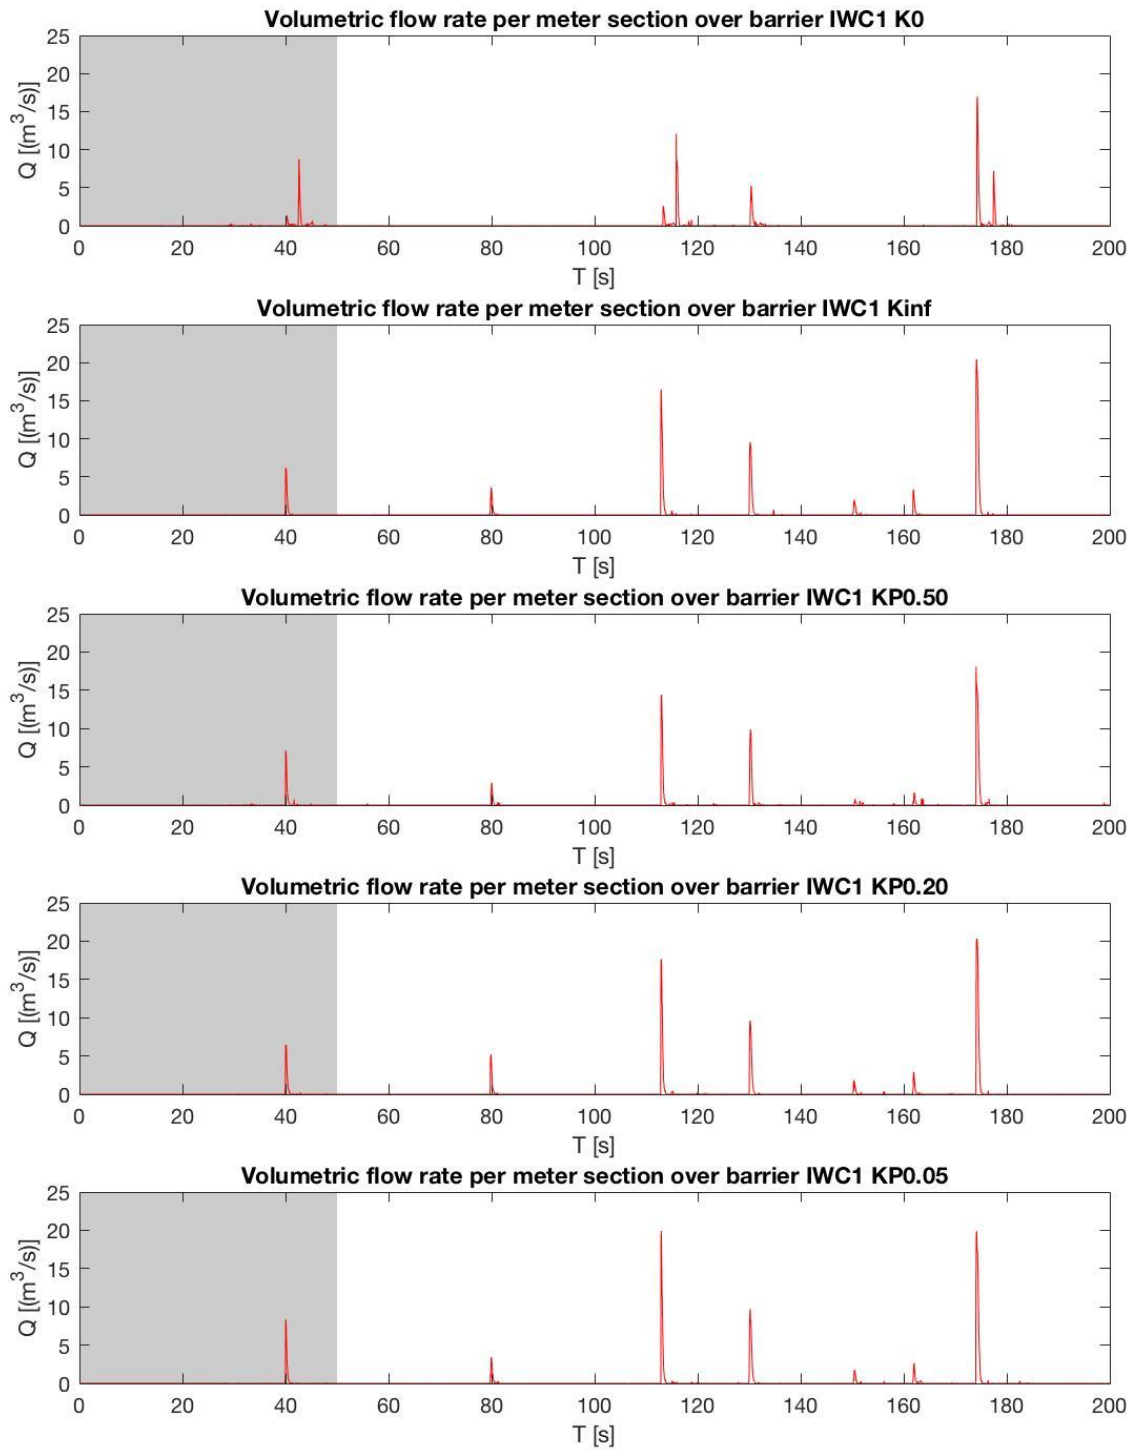 Volumetric flow rate per meter section over barrier IWC1 K0
25
20
15
10
5
0
Q [(m³/s)]
0 20 40 60 80 100 120 140 160 180 200
T [s]
Volumetric flow rate per meter section over barrier IWC1 Kinf
25
20
15
10
5
0
Q [(m³/s)]
0 20 40 60 80 100 120 140 160 180 200
T [s]
Volumetric flow rate per meter section over barrier IWC1 KP0.50
25
20
15
10
5
0
Q [(m³/s)]
0 20 40 60 80 100 120 140 160 180 200
T [s]
Volumetric flow rate per meter section over barrier IWC1 KP0.20
25
20
15
10
5
0
Q [(m³/s)]
0 20 40 60 80 100 120 140 160 180 200
T [s]
Volumetric flow rate per meter section over barrier IWC1 KP0.05
25
20
15
10
5
0
Q [(m³/s)]
0 20 40 60 80 100 120 140 160 180 200
T [s]